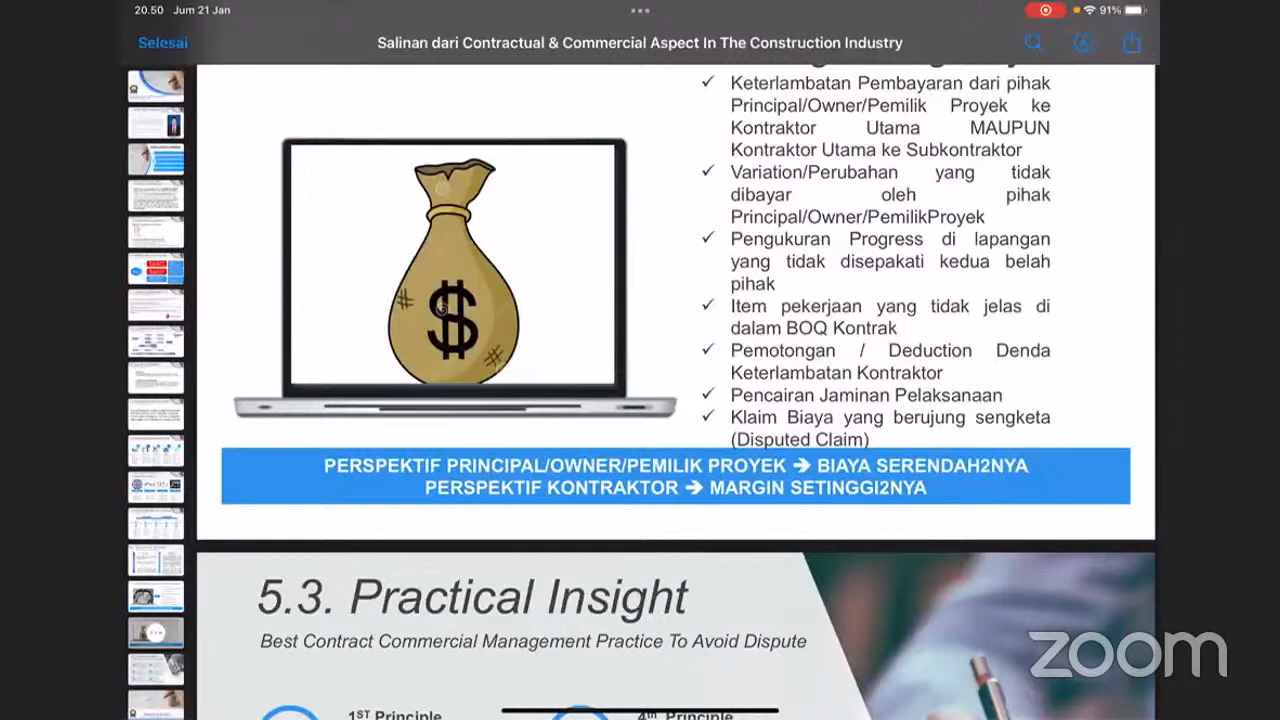 20.50 Jum 21 Jan
91%
Selesai
Salinan dari Contractual & Commercial Aspect In The Construction Industry
✓ Keterlambatan Pembayaran dari pihak
Principal/Owner/Pemilik Proyek ke
Kontraktor Utama MAUPUN
Kontraktor Utama ke Subkontraktor
✓ Variation/Perubahan yang tidak
dibayar oleh pihak
Principal/Owner/PemilikProyek
✓ Pengukuran Progress di lapangan
yang tidak disepakati kedua belah
pihak
✓ Item pekerjaan yang tidak jelas di
dalam BOQ Kontrak
✓ Pemotongan / Deduction Denda
Keterlambatan Kontraktor
✓ Pencairan Jaminan Pelaksanaan
✓ Klaim Biaya yang berujung sengketa
(Disputed Claim)
$
PERSPEKTIF PRINCIPAL/OWNER/PEMILIK PROYEK ➔ BIAYA SERENDAH2NYA
PERSPEKTIF KONTRAKTOR ➔ MARGIN SETINGGI2NYA
5.3. Practical Insight
Best Contract Commercial Management Practice To Avoid Dispute
1ST Principle
4th Principle
zoom